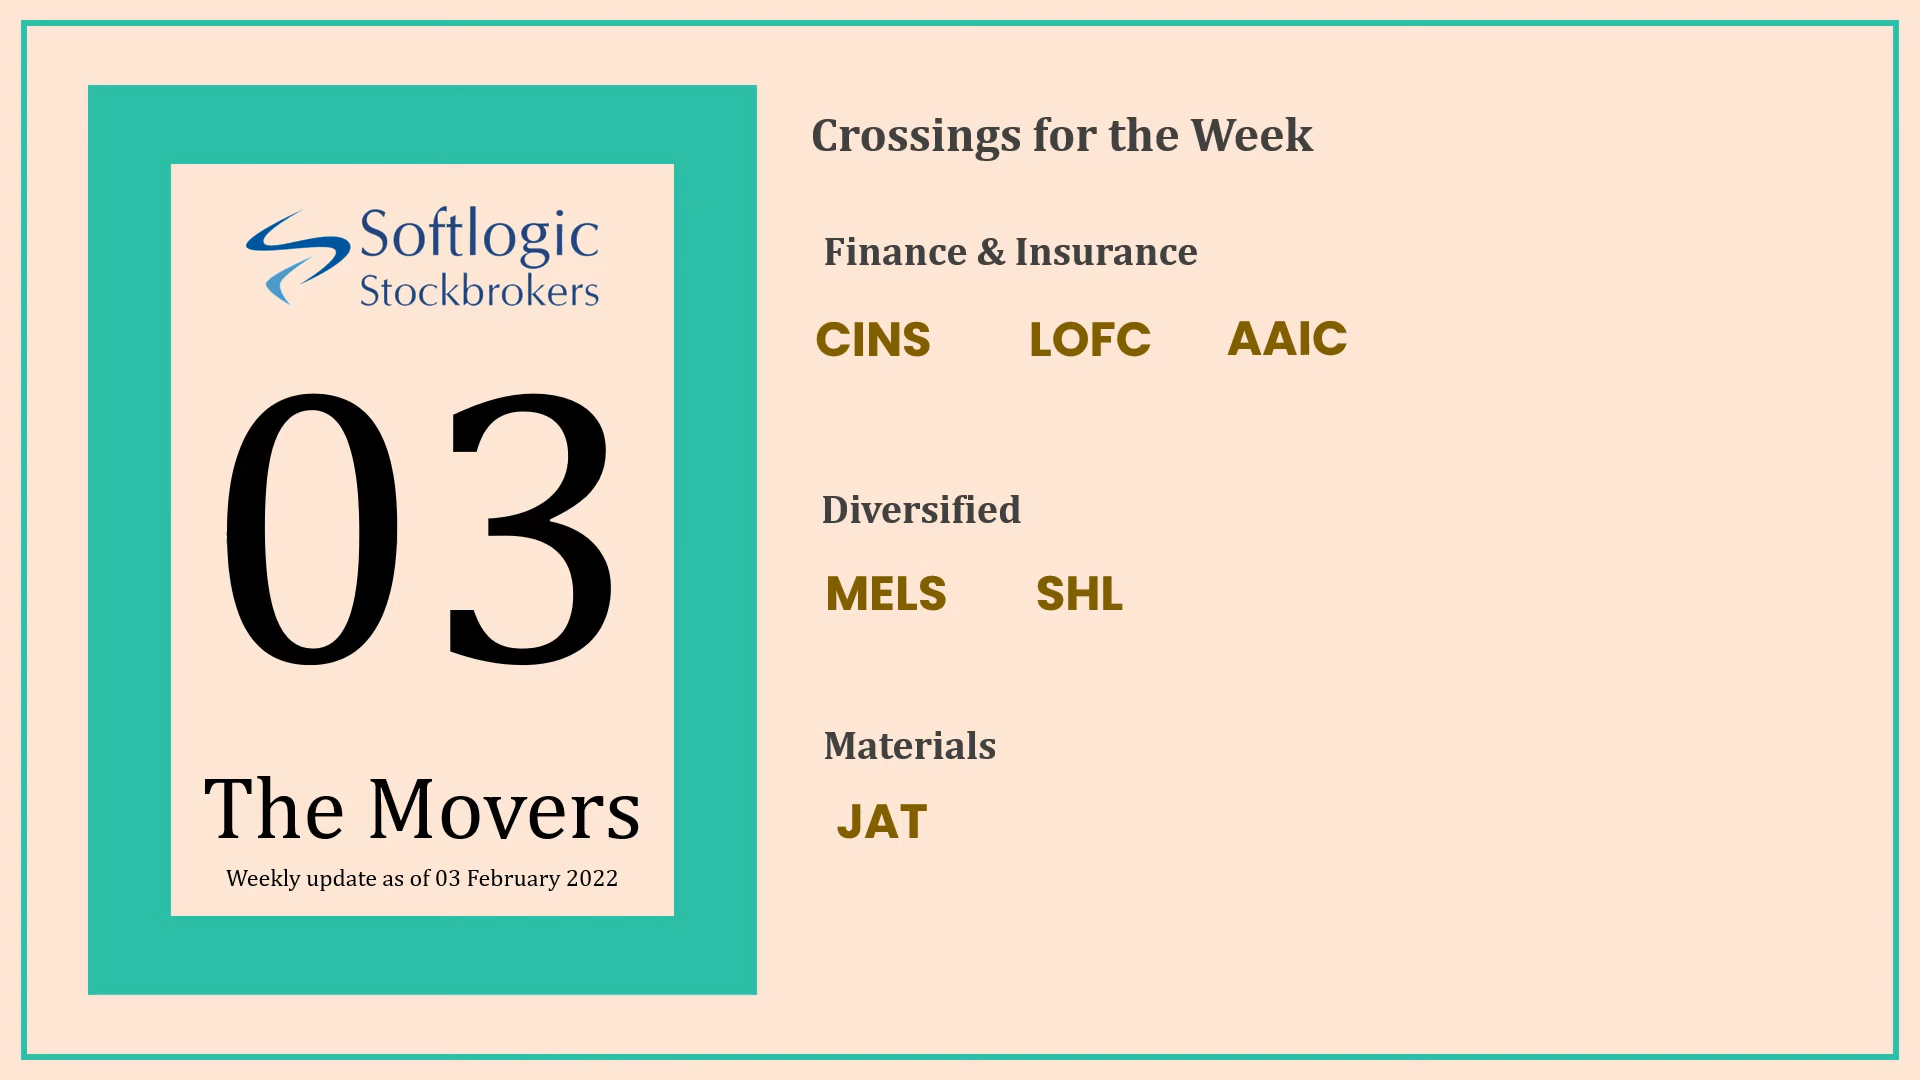 Softlogic
Stockbrokers
03
The Movers
Weekly update as of 03 February 2022
Crossings for the Week
Finance & Insurance
CINS LOFC AAIC
Diversified
MELS SHL
Materials
JAT